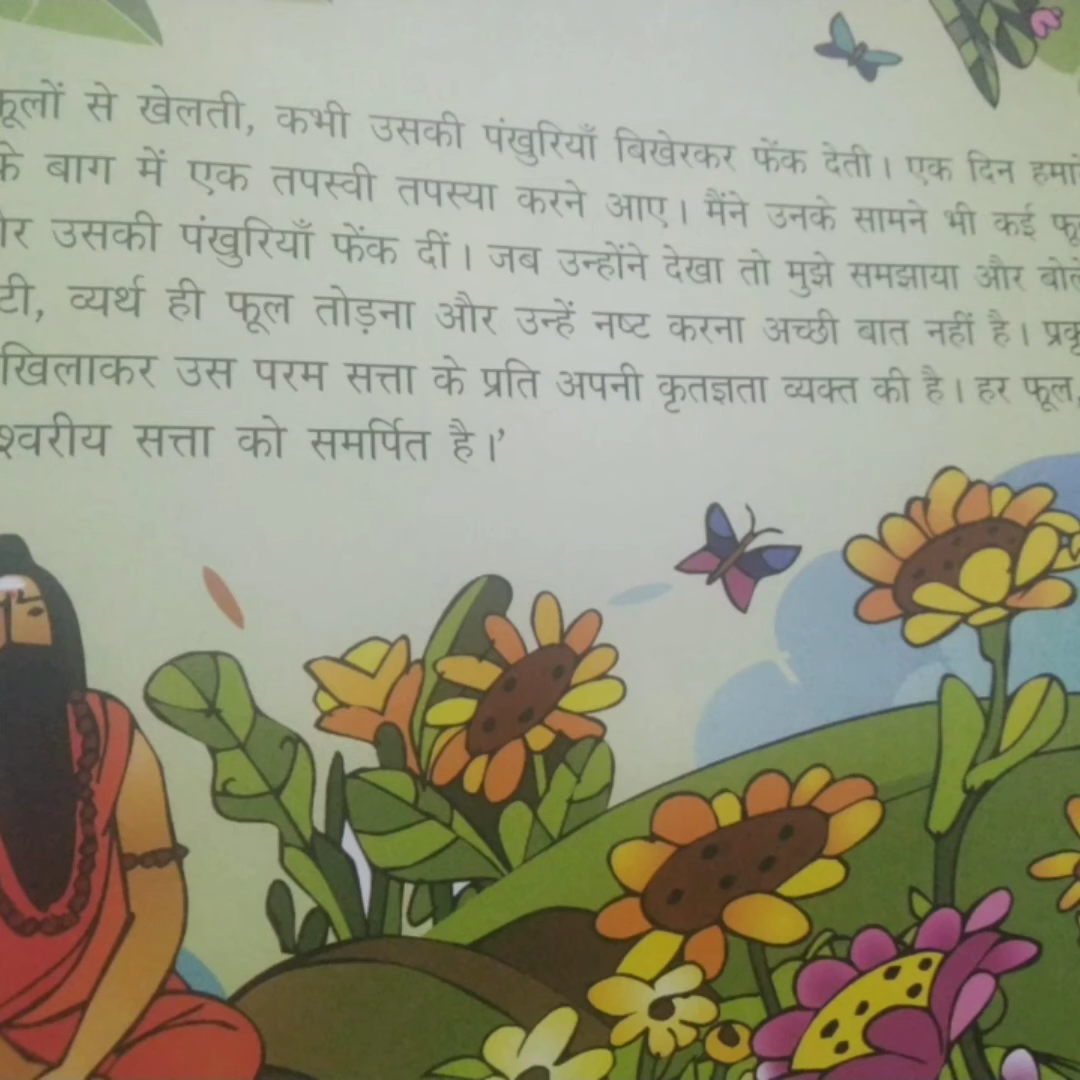 फूलों से खेलती, कभी उसकी पंखुरियाँ बिखेरकर फेंक देती। एक दिन हमारे
के बाग में एक तपस्वी तपस्या करने आए। मैंने उनके सामने भी कई
उसकी पंखुरियाँ फेंक दीं। जब उन्होंने देखा तो मुझे समझाया और
व्यर्थ ही फूल तोड़ना और उन्हें नष्ट करना अच्छी बात नहीं है।
खिलाकर उस परम सत्ता के प्रति अपनी कृतज्ञता व्यक्त की है। हर फूल,
सत्ता को समर्पित है।’